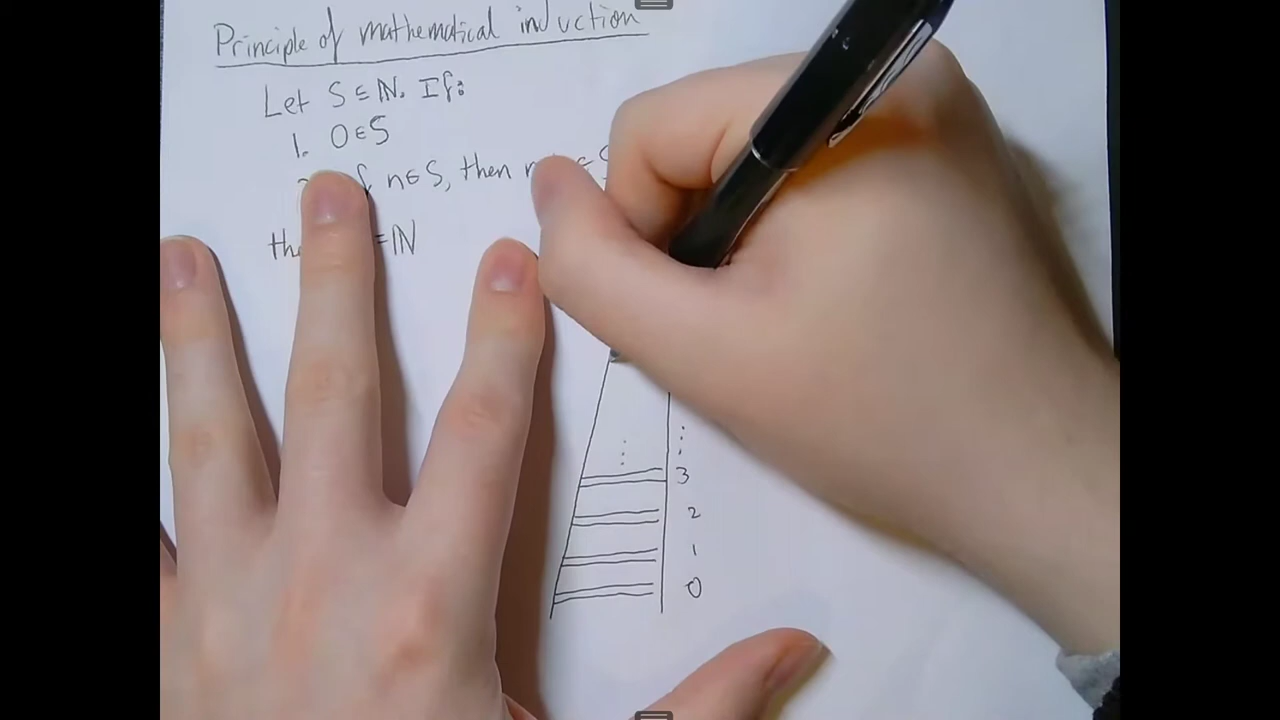 Principle of mathematical induction
Let S ⊆ ℕ. If:
1. 0 ∈ S
n ∈ S, then
= ℕ
3
2
1
0